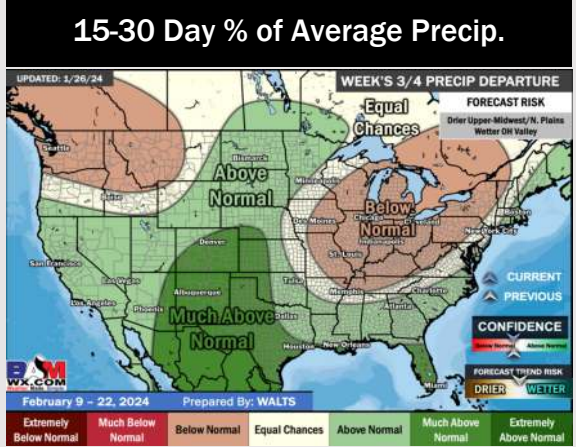 15-30 Day % of Average Precip.
UPDATED: 1/26/24
WEEK'S 3/4 PRECIP DEPARTURE
FORECAST RISK
Drier Upper-Midwest/N. Plains
Wetter OH Valley
Equal
Chances
Seattle
Boise
Bismarck
Minneapolis
Above
Normal
Below
Normal
Des Moines
Chicago
Cleveland
Indianapolis
Boston
New York City
Denver
St. Louis
San Francisco
Las Vegas
Los Angeles
Phoenix
Albuquerque
Tulsa
Memphis
Charlotte
Atlanta
Much Above
Normal
Dallas
Houston
New Orleans
Miami
CURRENT
PREVIOUS
CONFIDENCE
Below Normal
Above Normal
FORECAST TREND RISK
DRIER
WETTER
BAM
WX.COM
February 9 – 22, 2024
Prepared By: WALTS
Extremely
Below Normal
Much Below
Normal
Below Normal
Equal Chances
Above Normal
Much Above
Normal
Extremely
Above Normal